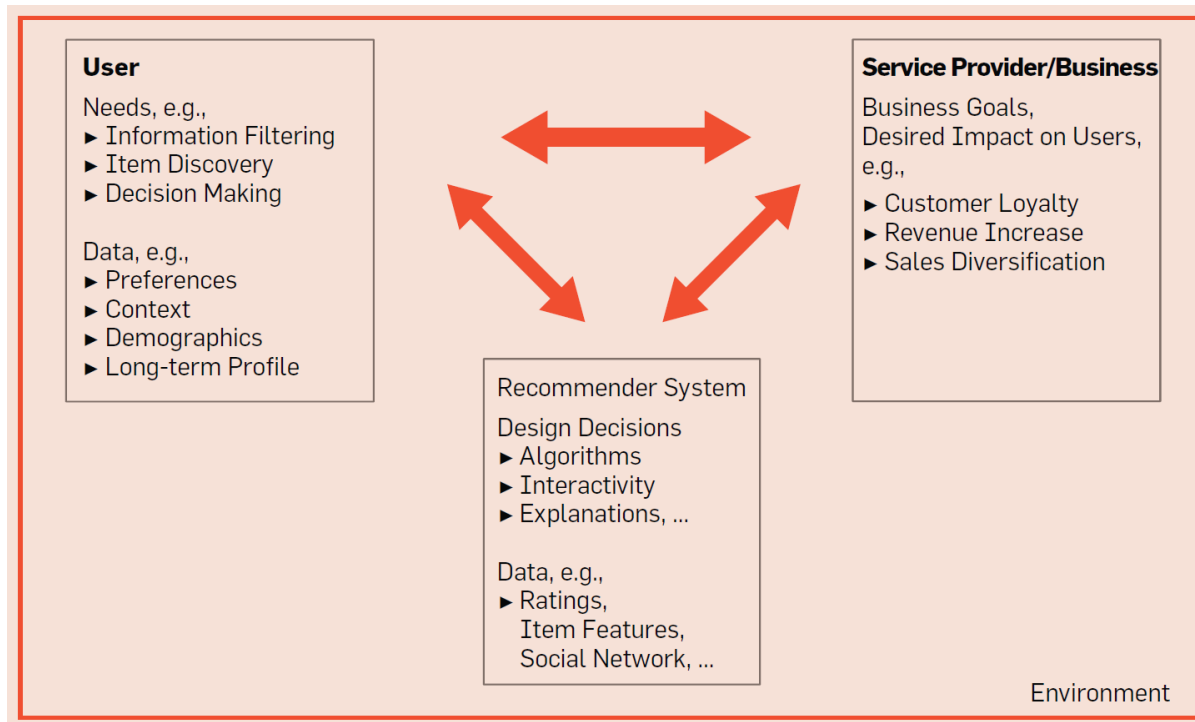 User
Needs, e.g.,
► Information Filtering
► Item Discovery
► Decision Making
Data, e.g.,
► Preferences
► Context
► Demographics
► Long-term Profile
Service Provider/Business
Business Goals,
Desired Impact on Users,
e.g.,
► Customer Loyalty
► Revenue Increase
► Sales Diversification
Recommender System
Design Decisions
► Algorithms
► Interactivity
► Explanations, ...
Data, e.g.,
► Ratings,
Item Features,
Social Network, ...
Environment